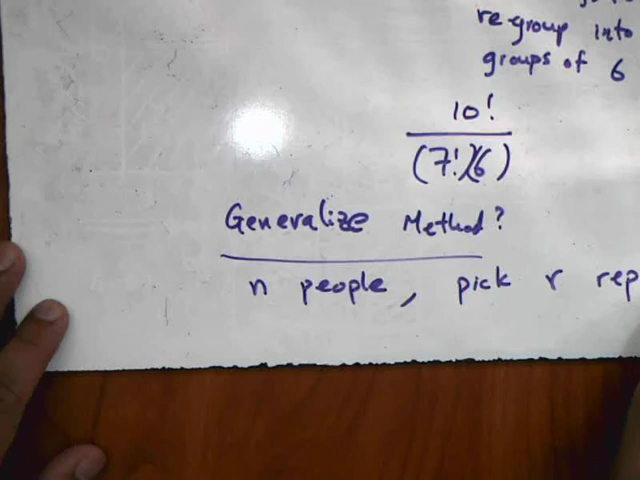 re-group into
groups of 6
10!
(7!)(6)
Generalize Method?
n people, pick r rep